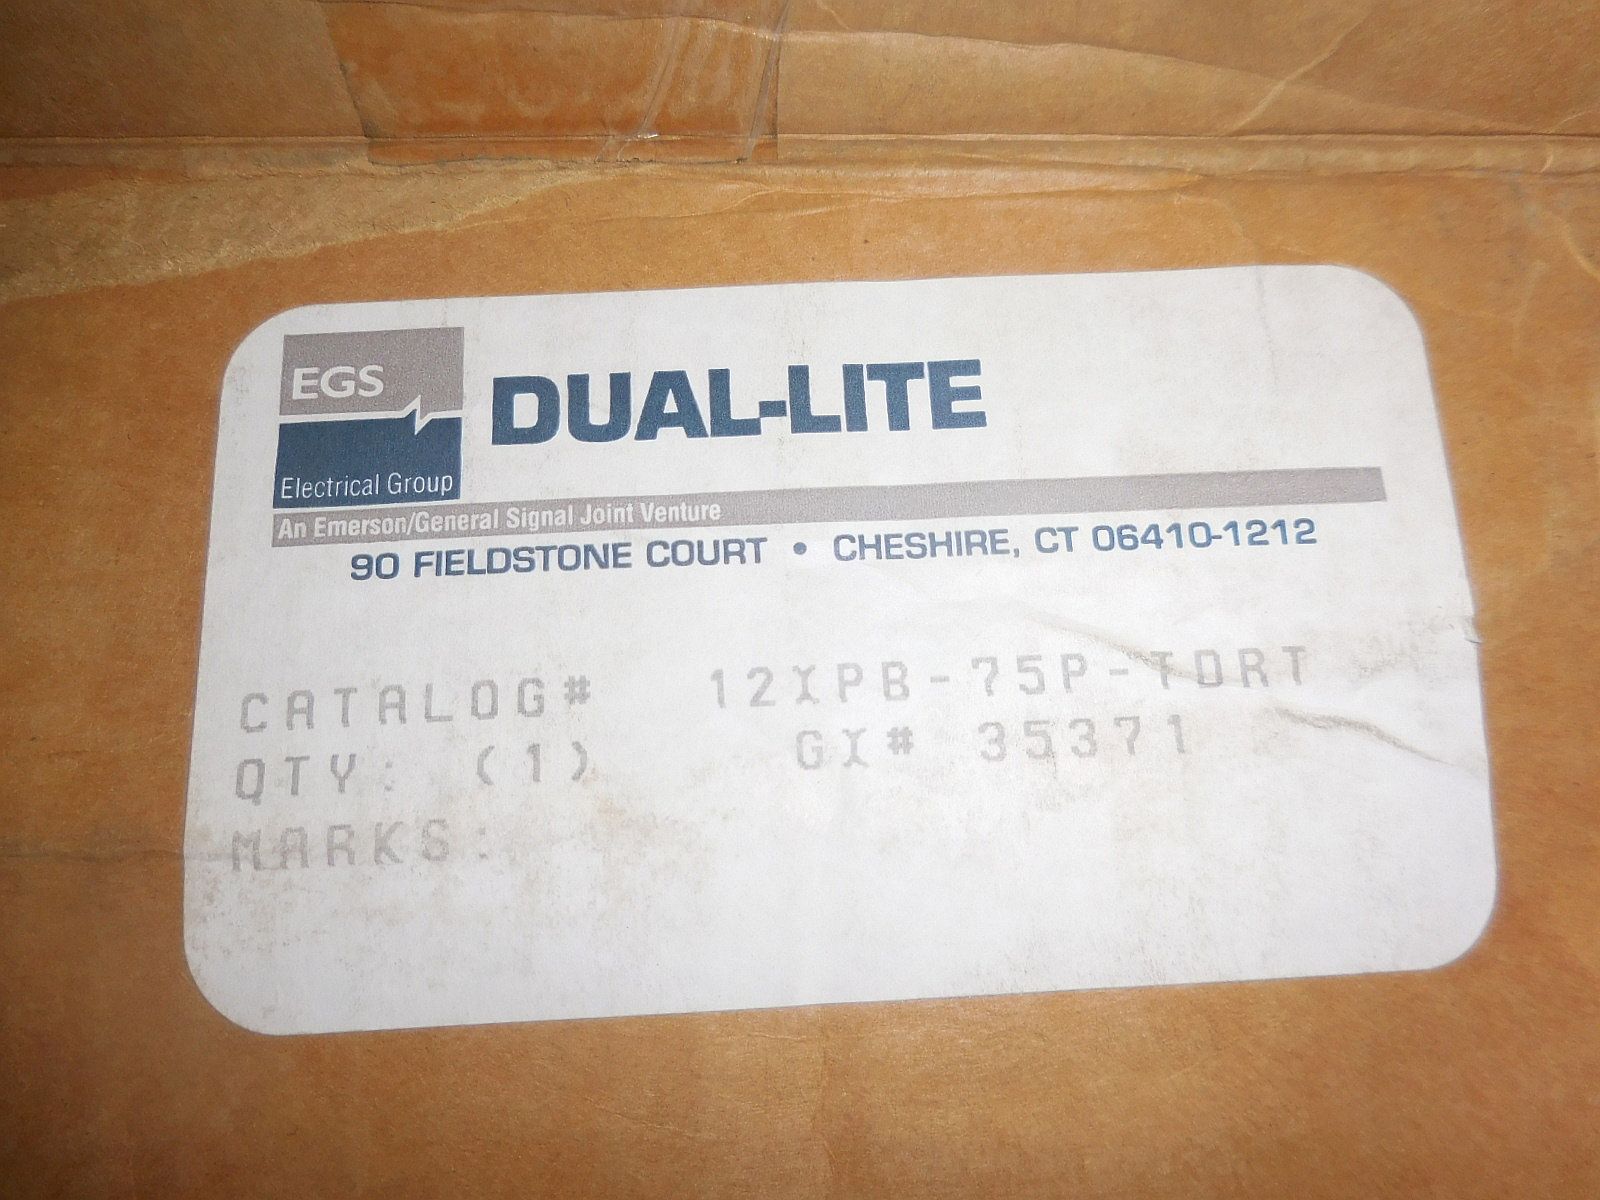 EGS
Electrical Group
DUAL-LITE
An Emerson/General Signal Joint Venture
90 FIELDSTONE COURT • CHESHIRE, CT 06410-1212
CATALOG# 12XPB-75P-TDRT
QTY: (1) GX# 35371
MARKS: